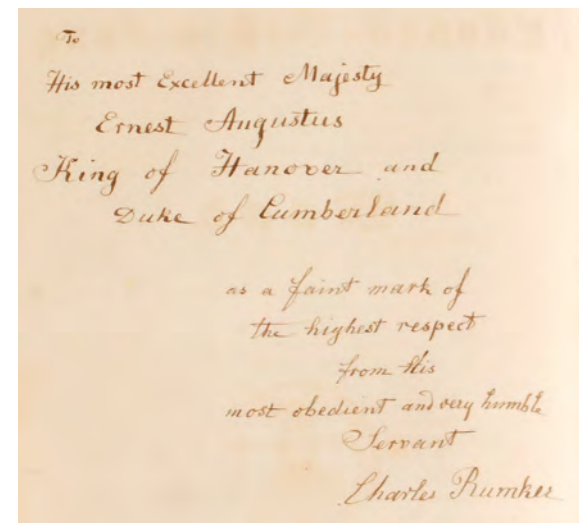 To
His most Excellent Majesty
Ernest Augustus
King of Hanover and
Duke of Cumberland
as a faint mark of
the highest respect
from His
most obedient and very humble
Servant
Charles Rumker